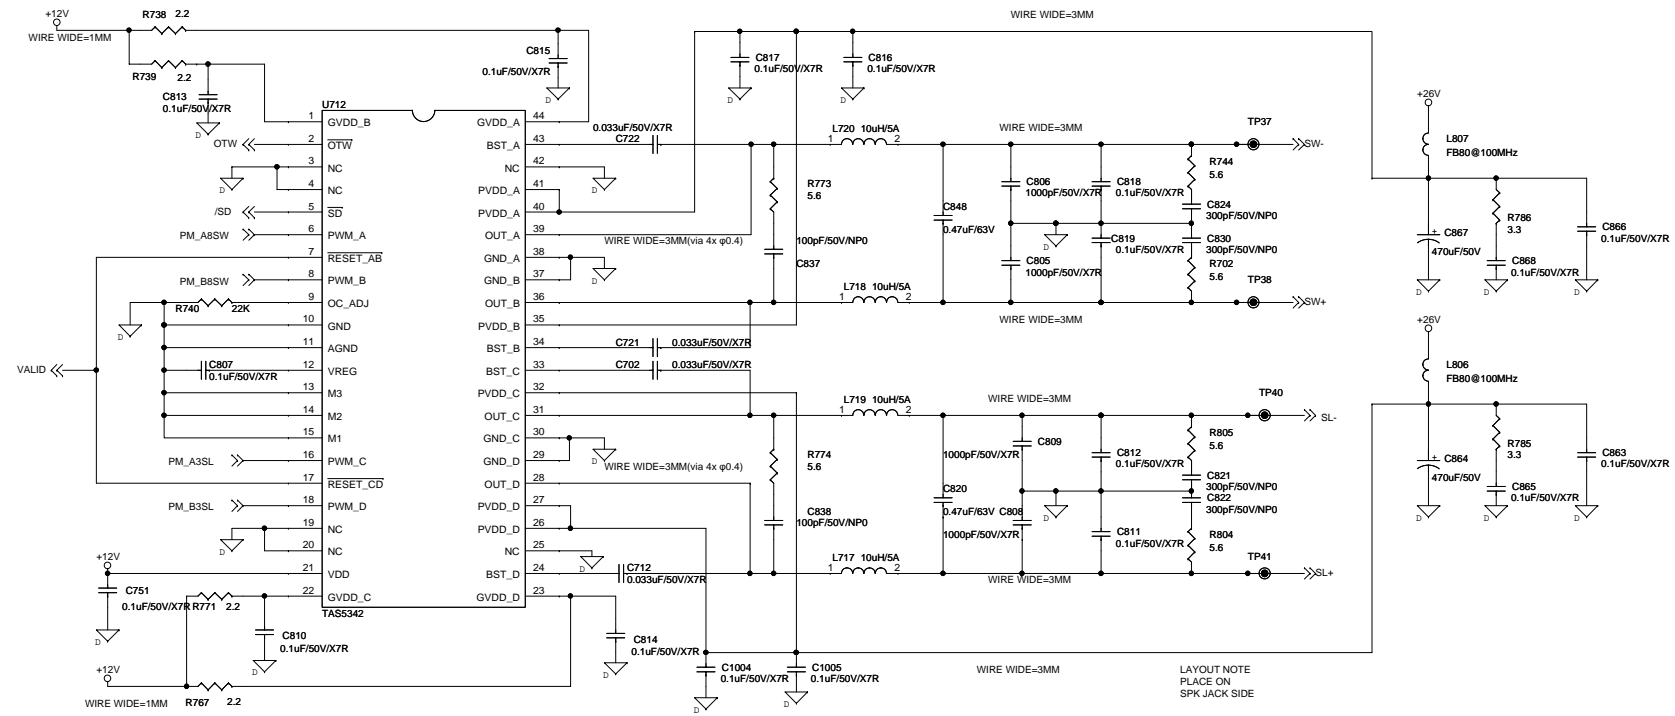 +12V
R738 2.2
WIRE WIDE=1MM
R739 2.2
C813
0.1uF/50V/X7R
D
C815
0.1uF/50V/X7R
D
WIRE WIDE=3MM
C817
0.1uF/50V/X7R
D
C816
0.1uF/50V/X7R
D
U712
1 GVDD_B
2 OTW
3 NC
4 NC
5 SD
6 PWM_A
7 RESET_AB
8 PWM_B
9 OC_ADJ
10 GND
11 AGND
12 VREG
13 M3
14 M2
15 M1
16 PWM_C
17 RESET_CD
18 PWM_D
19 NC
20 NC
21 VDD
22 GVDD_C
GVDD_A 44
BST_A 43
NC 42
PVDD_A 41
PVDD_A 40
OUT_A 39
GND_A 38
GND_B 37
OUT_B 36
PVDD_B 35
BST_B 34
BST_C 33
PVDD_C 32
OUT_C 31
GND_C 30
GND_D 29
OUT_D 28
PVDD_D 27
PVDD_D 26
NC 25
BST_D 24
GVDD_D 23
TAS5342
OTW
D
/SD
PM_A8SW
PM_B8SW
R740 22K
D
VALID
C807
0.1uF/50V/X7R
PM_A3SL
PM_B3SL
D
+12V
C751
0.1uF/50V/X7R
D
R771 2.2
C810
0.1uF/50V/X7R
D
+12V
WIRE WIDE=1MM
R767 2.2
0.033uF/50V/X7R
C722
D
R773
5.6
WIRE WIDE=3MM(via 4x φ0.4)
100pF/50V/NP0
C837
D
C721 0.033uF/50V/X7R
C702 0.033uF/50V/X7R
D
WIRE WIDE=3MM(via 4x φ0.4)
R774
5.6
C838
100pF/50V/NP0
D
C712
0.033uF/50V/X7R
C814
0.1uF/50V/X7R
D
C1004
0.1uF/50V/X7R
D
C1005
0.1uF/50V/X7R
D
WIRE WIDE=3MM
L720 10uH/5A
1 2
WIRE WIDE=3MM
TP37
SW-
C848
0.47uF/63V
C806
1000pF/50V/X7R
C818
0.1uF/50V/X7R
R744
5.6
C824
300pF/50V/NP0
D
C819
0.1uF/50V/X7R
C830
300pF/50V/NP0
C805
1000pF/50V/X7R
R702
5.6
L718 10uH/5A
1 2
TP38
SW+
WIRE WIDE=3MM
L719 10uH/5A
1 2
WIRE WIDE=3MM
TP40
SL-
C809
1000pF/50V/X7R
C812
0.1uF/50V/X7R
R805
5.6
C821
300pF/50V/NP0
C820
0.47uF/63V
C808
1000pF/50V/X7R
D
C822
300pF/50V/NP0
C811
0.1uF/50V/X7R
R804
5.6
L717 10uH/5A
1 2
WIRE WIDE=3MM
TP41
SL+
+26V
L807
FB80@100MHz
C867
470uF/50V
+
D
R786
3.3
C868
0.1uF/50V/X7R
D
C866
0.1uF/50V/X7R
D
+26V
L806
FB80@100MHz
C864
470uF/50V
+
D
R785
3.3
C865
0.1uF/50V/X7R
D
C863
0.1uF/50V/X7R
D
LAYOUT NOTE
PLACE ON
SPK JACK SIDE